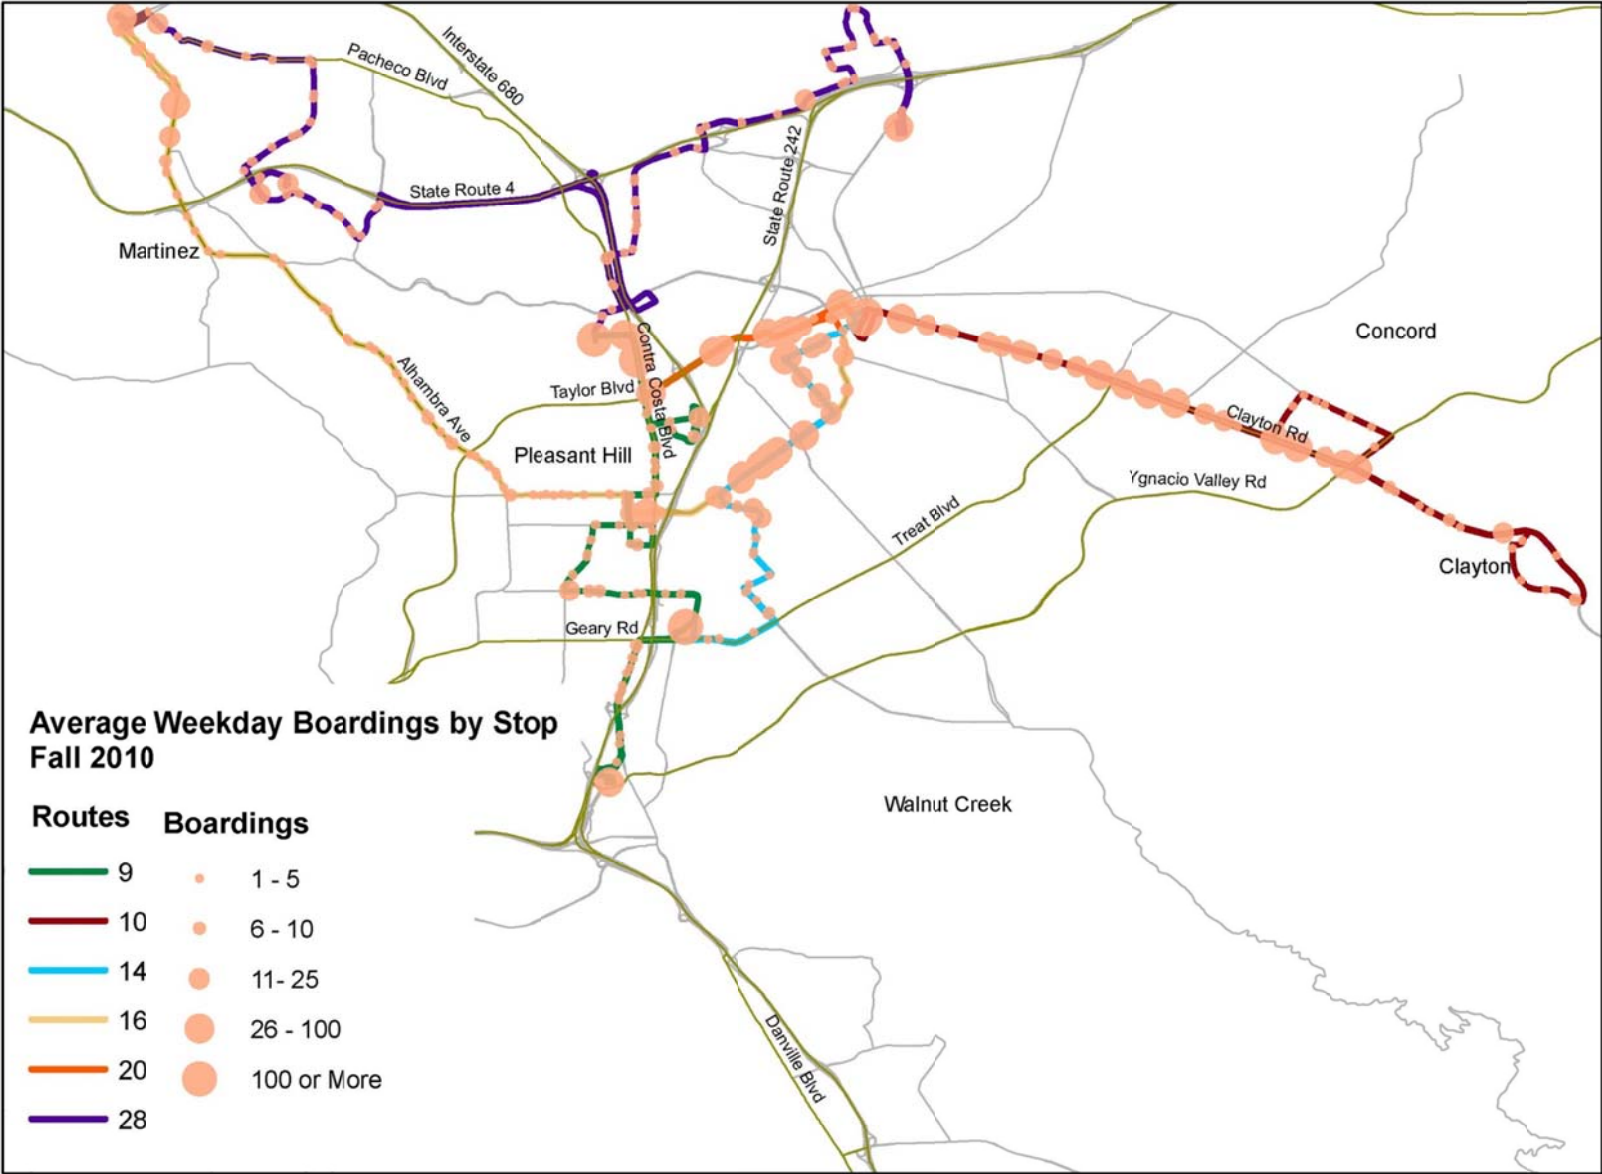 Interstate 680
Pacheco Blvd
State Route 242
State Route 4
Martinez
Contra Costa Blvd
Concord
Alhambra Ave
Taylor Blvd
Clayton Rd
Pleasant Hill
Ygnacio Valley Rd
Treat Blvd
Clayton
Geary Rd
Average Weekday Boardings by Stop
Fall 2010
Walnut Creek
Routes Boardings
9 1 - 5
10 6 - 10
14 11- 25
16 26 - 100
20 100 or More
28
Danville Blvd